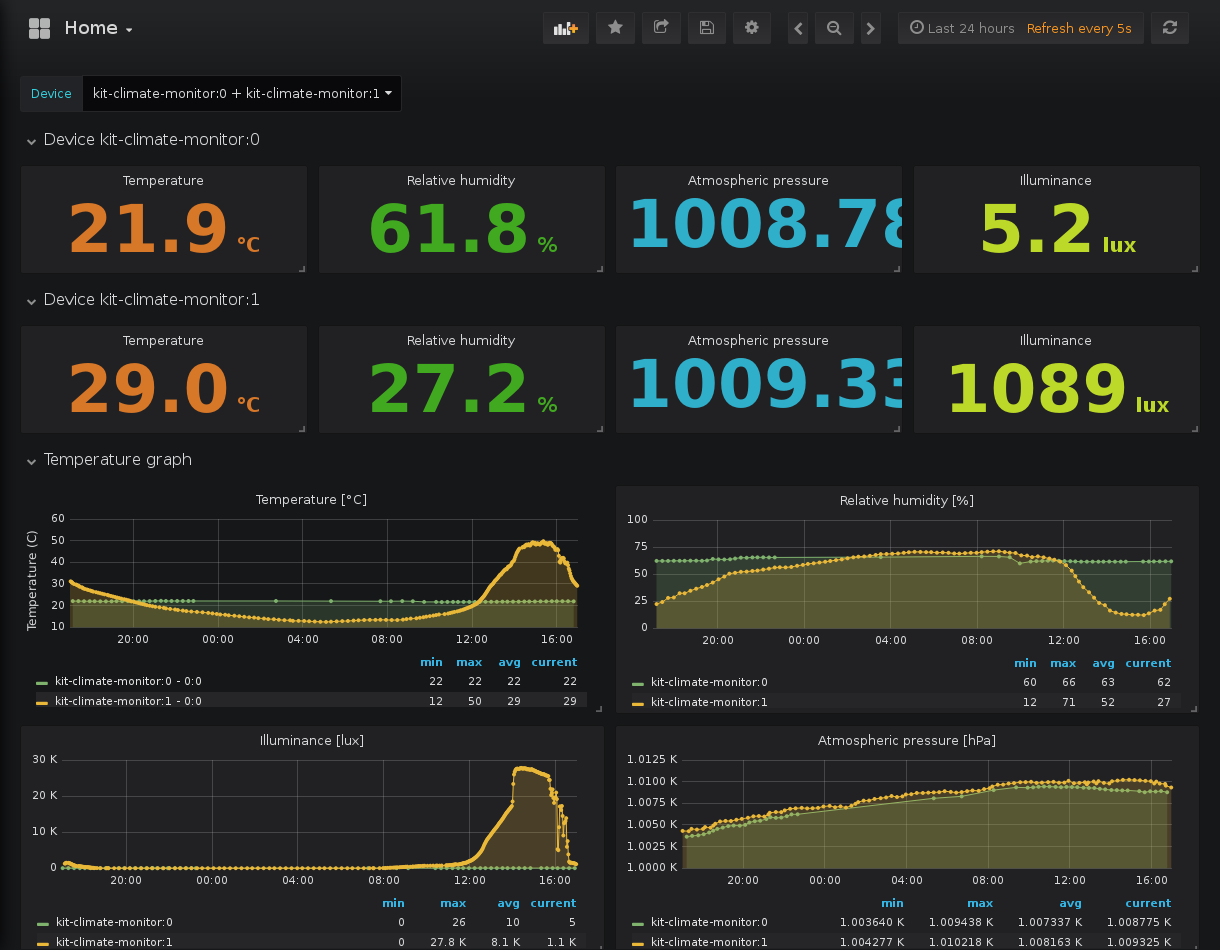 Home
Last 24 hours Refresh every 5s
Device kit-climate-monitor:0 + kit-climate-monitor:1
Device kit-climate-monitor:0
Temperature Relative humidity Atmospheric pressure Illuminance
21.9 °C 61.8 % 1008.78 5.2 lux
Device kit-climate-monitor:1
Temperature Relative humidity Atmospheric pressure Illuminance
29.0 °C 27.2 % 1009.33 1089 lux
Temperature graph
Temperature [°C]
Temperature (C)
60
50
40
30
20
10
20:00 00:00 04:00 08:00 12:00 16:00
min max avg current
kit-climate-monitor:0 - 0:0 22 22 22 22
kit-climate-monitor:1 - 0:0 12 50 29 29
Relative humidity [%]
100
75
50
25
0
20:00 00:00 04:00 08:00 12:00 16:00
min max avg current
kit-climate-monitor:0 60 66 63 62
kit-climate-monitor:1 12 71 52 27
Illuminance [lux]
30 K
20 K
10 K
0
20:00 00:00 04:00 08:00 12:00 16:00
min max avg current
kit-climate-monitor:0 0 26 10 5
kit-climate-monitor:1 0 27.8 K 8.1 K 1.1 K
Atmospheric pressure [hPa]
1.0125 K
1.0100 K
1.0075 K
1.0050 K
1.0025 K
1.0000 K
20:00 00:00 04:00 08:00 12:00 16:00
min max avg current
kit-climate-monitor:0 1.003640 K 1.009438 K 1.007337 K 1.008775 K
kit-climate-monitor:1 1.004277 K 1.010218 K 1.008163 K 1.009325 K